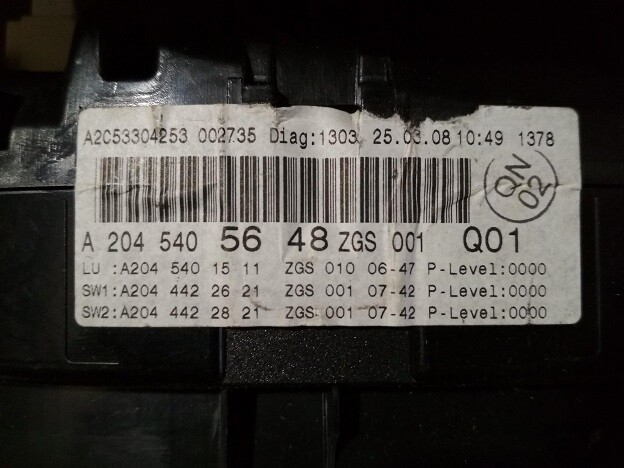 A2C53304253 002735 Diag:1303 25.03.08 10:49 1378
QN 02
A 204 540 56 48 ZGS 001 Q01
LU :A204 540 15 11 ZGS 010 06-47 P-Level:0000
SW1:A204 442 26 21 ZGS 001 07-42 P-Level:0000
SW2:A204 442 28 21 ZGS 001 07-42 P-Level:0000